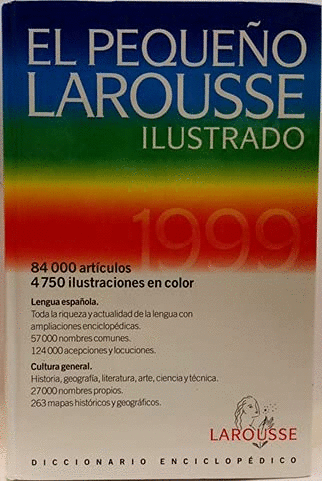 EL PEQUEÑO
LAROUSSE
ILUSTRADO
1999
84 000 artículos
4 750 ilustraciones en color
Lengua española.
Toda la riqueza y actualidad de la lengua con
ampliaciones enciclopédicas.
57 000 nombres comunes.
124 000 acepciones y locuciones.
Cultura general.
Historia, geografía, literatura, arte, ciencia y técnica.
27 000 nombres propios.
263 mapas históricos y geográficos.
LAROUSSE
DICCIONARIO ENCICLOPÉDICO